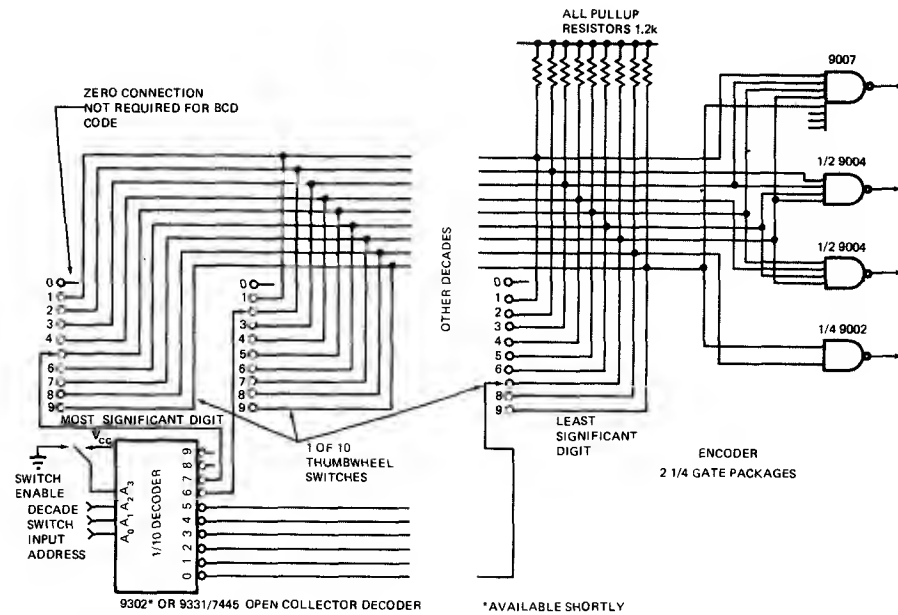 ALL PULLUP
RESISTORS 1.2k
9007
ZERO CONNECTION
NOT REQUIRED FOR BCD
CODE
1/2 9004
OTHER DECADES
1/2 9004
0
1
2
3
4
6
7
8
9
0
1
3
4
5
6
7
8
9
0
1
2
3
4
5
6
8
9
1/4 9002
MOST SIGNIFICANT DIGIT
LEAST
SIGNIFICANT
DIGIT
1 OF 10
THUMBWHEEL
SWITCHES
ENCODER
2 1/4 GATE PACKAGES
VCC
SWITCH
ENABLE
DECADE
SWITCH
INPUT
ADDRESS
A3
A2
A1
A0
1/10 DECODER
9
8
7
6
5
4
3
2
1
0
9302* OR 9331/7445 OPEN COLLECTOR DECODER
*AVAILABLE SHORTLY